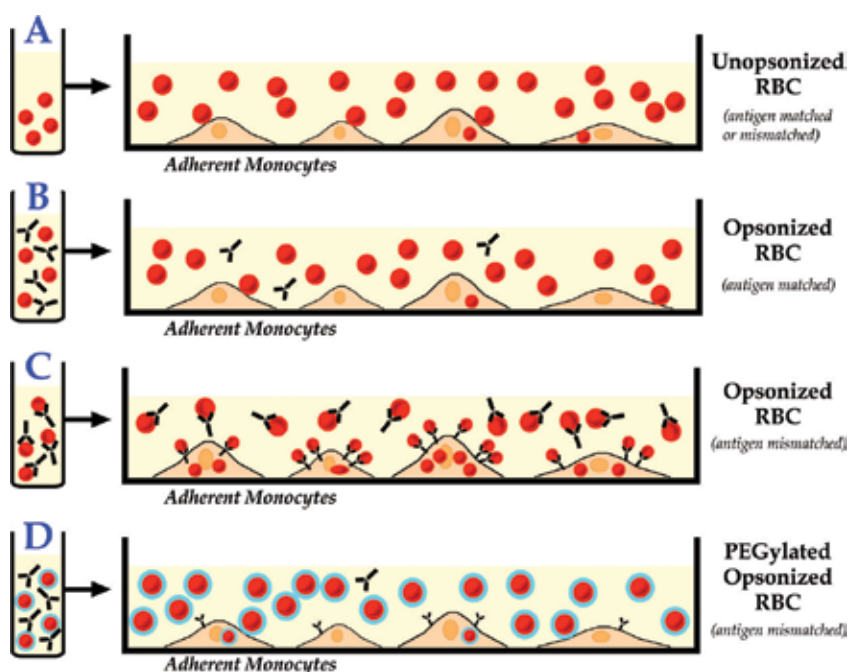 A
Unopsonized
RBC
(antigen matched
or mismatched)
Adherent Monocytes
B
Opsonized
RBC
(antigen matched)
Adherent Monocytes
C
Opsonized
RBC
(antigen mismatched)
Adherent Monocytes
D
PEGylated
Opsonized
RBC
(antigen mismatched)
Adherent Monocytes